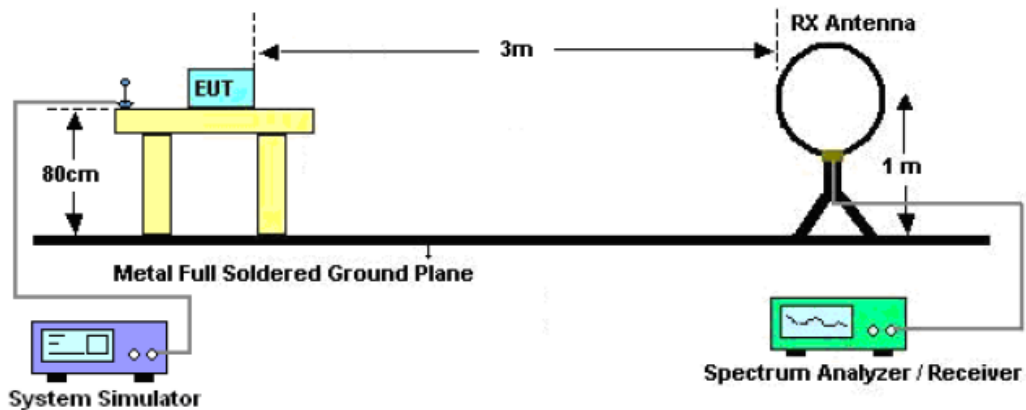 RX Antenna
3m
EUT
80cm
1 m
Metal Full Soldered Ground Plane
System Simulator
Spectrum Analyzer / Receiver